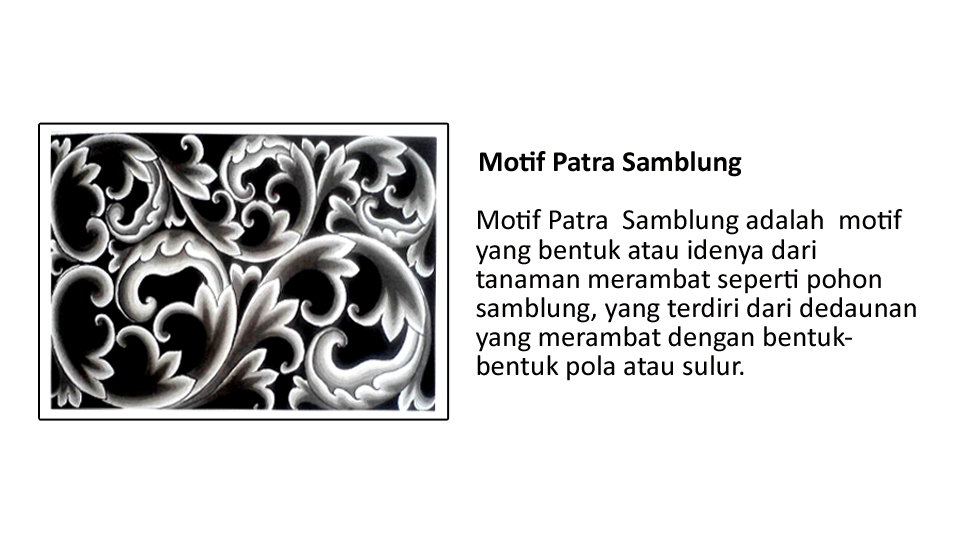 Motif Patra Samblung
Motif Patra  Samblung adalah  motif
yang bentuk atau idenya dari
tanaman merambat seperti pohon
samblung, yang terdiri dari dedaunan
yang merambat dengan bentuk-
bentuk pola atau sulur.